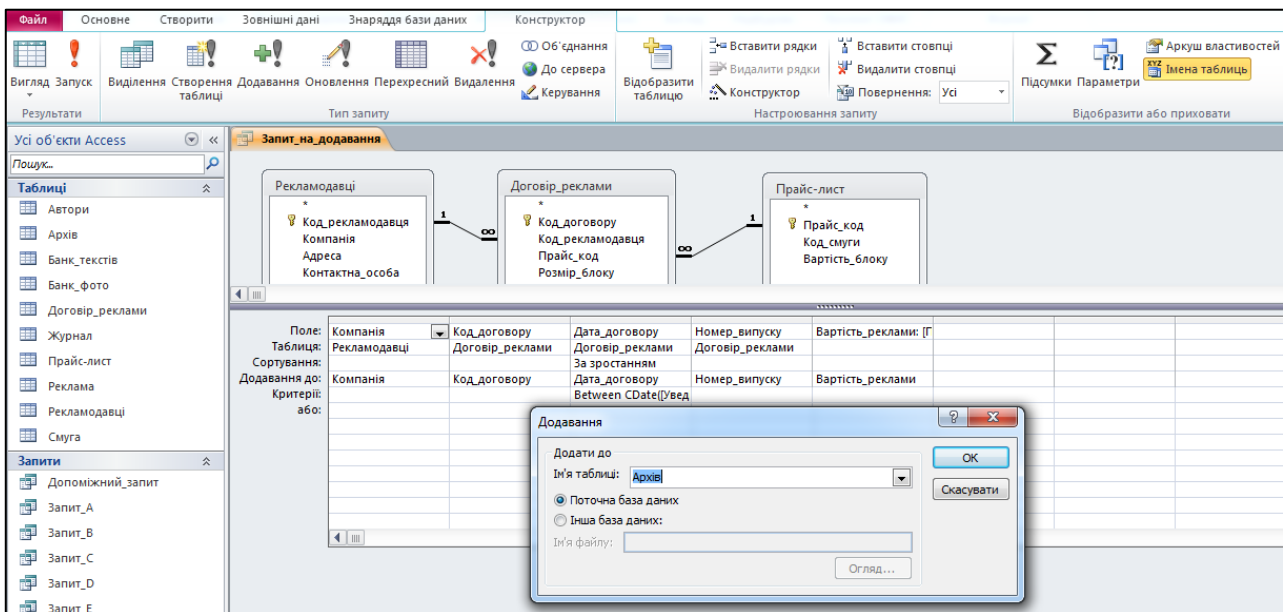 Файл Основне Створити Зовнішні дані Знаряддя бази даних Конструктор
Вигляд Запуск
Результати
Виділення Створення таблиці Додавання Оновлення Перехресний Видалення
Об'єднання
До сервера
Керування
Тип запиту
Відобразити таблицю
Вставити рядки
Видалити рядки
Конструктор
Вставити стовпці
Видалити стовпці
Повернення: Усі
Настроювання запиту
Підсумки Параметри
Аркуш властивостей
Імена таблиць
Відобразити або приховати
Усі об'єкти Access
Пошук...
Таблиці
Автори
Архів
Банк_текстів
Банк_фото
Договір_реклами
Журнал
Прайс-лист
Реклама
Рекламодавці
Смуга
Запити
Допоміжний_запит
Запит_A
Запит_B
Запит_C
Запит_D
Запит_E
Запит_на_додавання
Рекламодавці
*
Код_рекламодавця
Компанія
Адреса
Контактна_особа
1
∞
Договір_реклами
*
Код_договору
Код_рекламодавця
Прайс_код
Розмір_блоку
∞
1
Прайс-лист
*
Прайс_код
Код_смуги
Вартість_блоку
Поле: Компанія Код_договору Дата_договору Номер_випуску Вартість_реклами: [Г
Таблиця: Рекламодавці Договір_реклами Договір_реклами Договір_реклами
Сортування: За зростанням
Додавання до: Компанія Код_договору Дата_договору Номер_випуску Вартість_реклами
Критерії: Between CDate([Увед
або:
Додавання
Додати до
Ім'я таблиці: Архів
Поточна база даних
Інша база даних:
Ім'я файлу:
Огляд...
OK
Скасувати